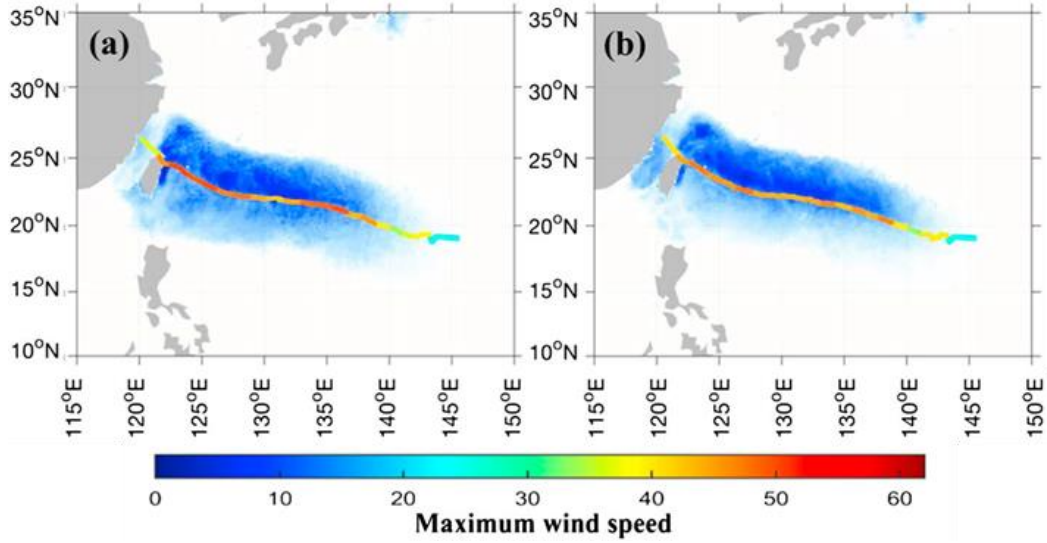 (a)
35°N
30°N
25°N
20°N
15°N
10°N
115°E
120°E
125°E
130°E
135°E
140°E
145°E
150°E
(b)
35°N
30°N
25°N
20°N
15°N
10°N
115°E
120°E
125°E
130°E
135°E
140°E
145°E
150°E
0 10 20 30 40 50 60
Maximum wind speed